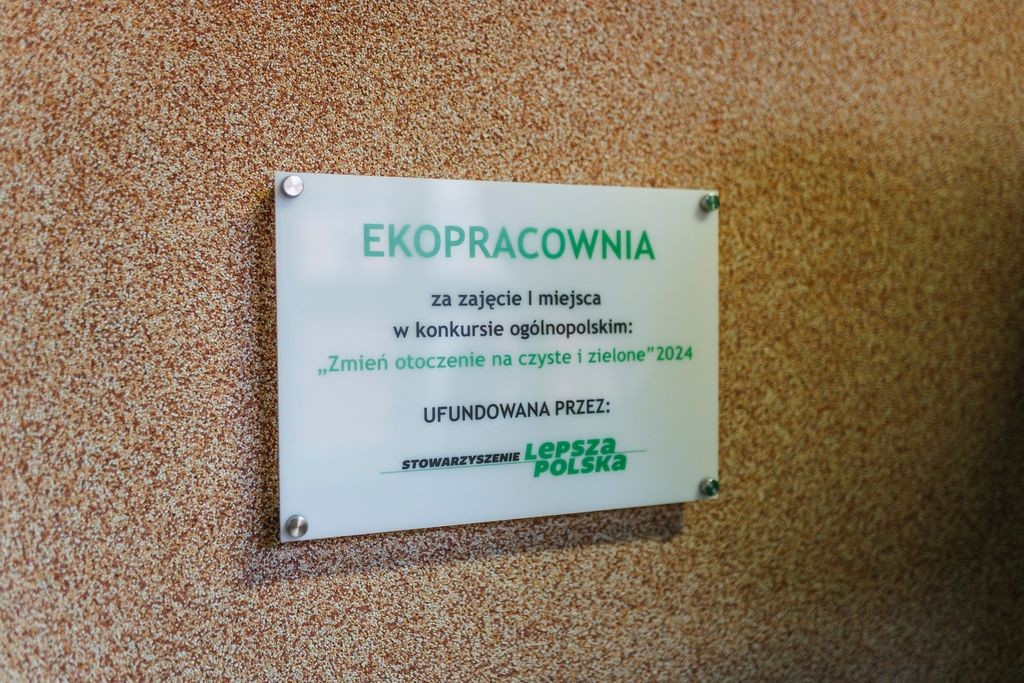 EKOPRACOWNIA
za zajęcie I miejsca
w konkursie ogólnopolskim:
„Zmień otoczenie na czyste i zielone” 2024
UFUNDOWANA PRZEZ:
STOWARZYSZENIE Lepsza
POLSKa